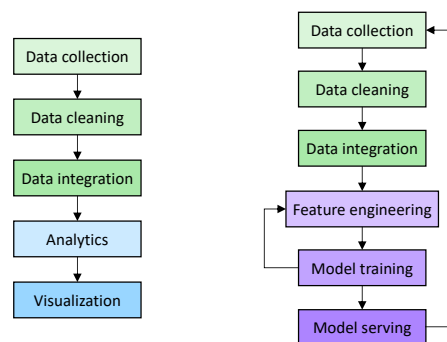 Data collection
Data cleaning
Data integration
Analytics
Visualization
Data collection
Data cleaning
Data integration
Feature engineering
Model training
Model serving